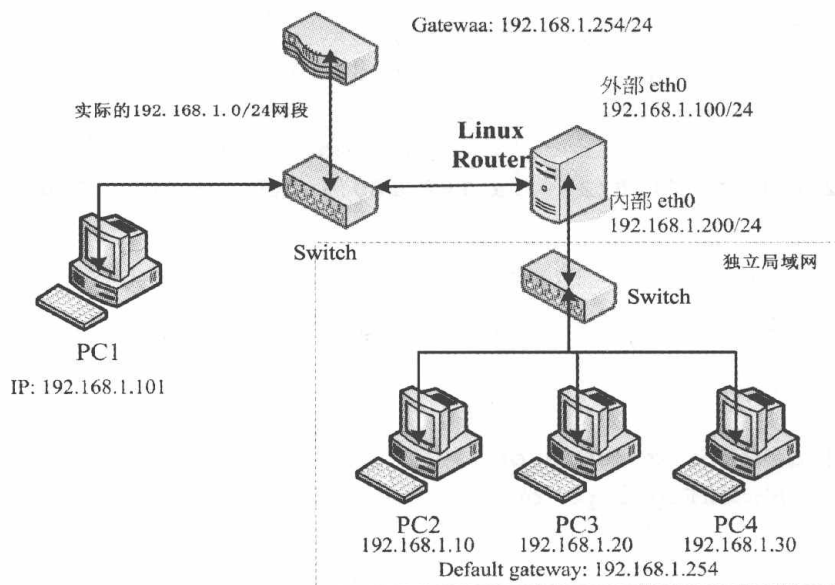 Gatewaa: 192.168.1.254/24
实际的192.168.1.0/24网段
外部 eth0
192.168.1.100/24
Linux
Router
內部 eth0
192.168.1.200/24
Switch
独立局域网
Switch
PC1
IP: 192.168.1.101
PC2
PC3
PC4
192.168.1.10
192.168.1.20
192.168.1.30
Default gateway: 192.168.1.254